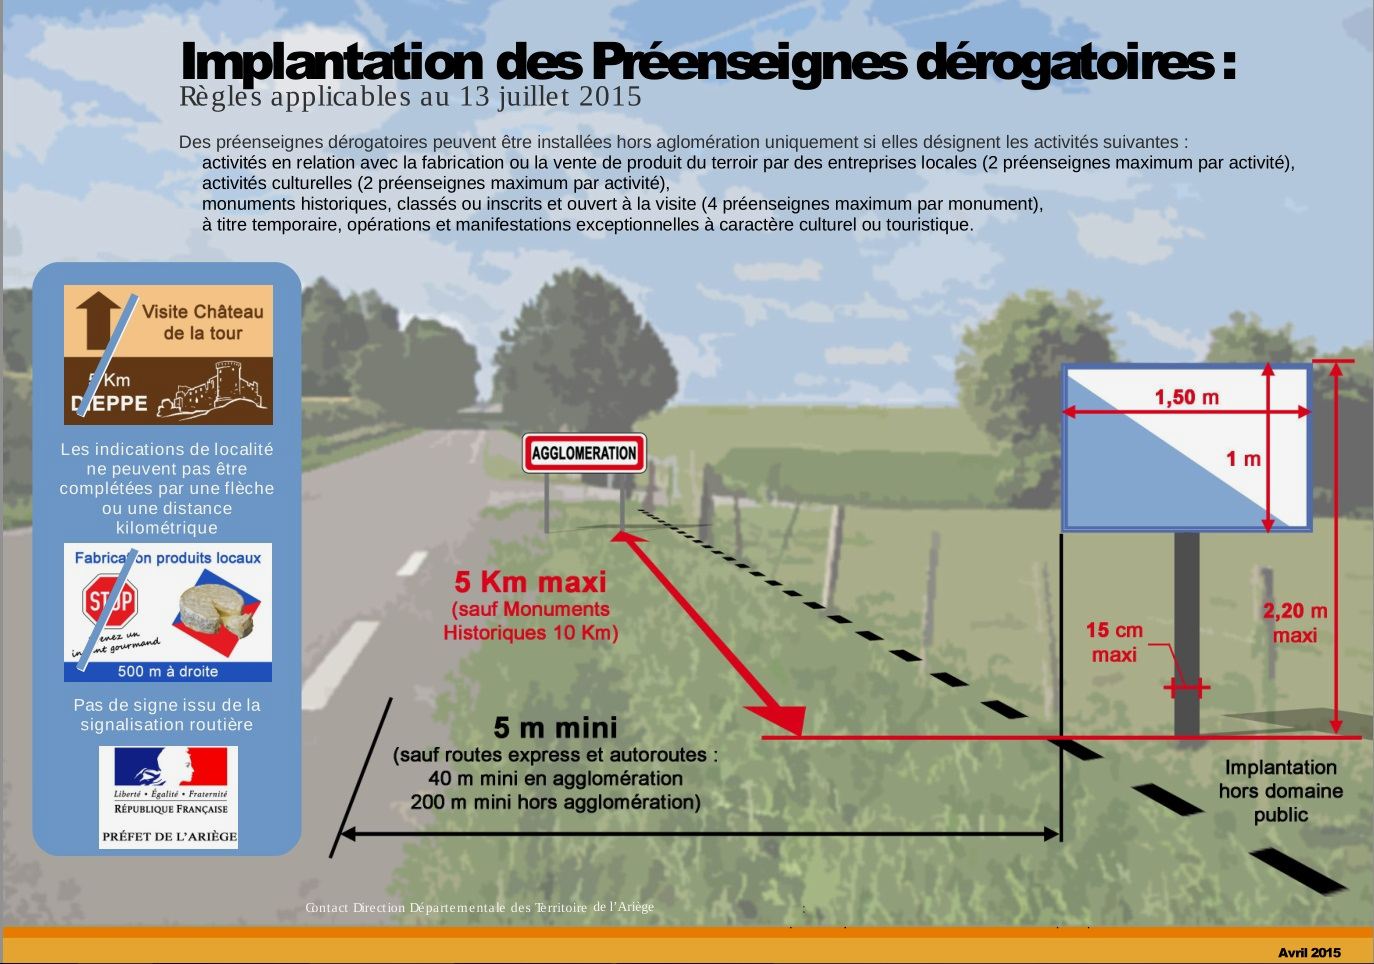 Implantation des Préenseignes dérogatoires :
Règles applicables au 13 juillet 2015
Des préenseignes dérogatoires peuvent être installées hors aglomération uniquement si elles désignent les activités suivantes :
activités en relation avec la fabrication ou la vente de produit du terroir par des entreprises locales (2 préenseignes maximum par activité),
activités culturelles (2 préenseignes maximum par activité),
monuments historiques, classés ou inscrits et ouvert à la visite (4 préenseignes maximum par monument),
à titre temporaire, opérations et manifestations exceptionnelles à caractère culturel ou touristique.
Visite Château
de la tour
5 Km
DIEPPE
Les indications de localité
ne peuvent pas être
complétées par une flèche
ou une distance
kilométrique
Fabrication produits locaux
STOP
venez un
instant gourmand
500 m à droite
Pas de signe issu de la
signalisation routière
Liberté • Égalité • Fraternité
RÉPUBLIQUE FRANÇAISE
PRÉFET DE L'ARIÈGE
AGGLOMERATION
5 Km maxi
(sauf Monuments
Historiques 10 Km)
5 m mini
(sauf routes express et autoroutes :
40 m mini en agglomération
200 m mini hors agglomération)
1,50 m
1 m
2,20 m
maxi
15 cm
maxi
Implantation
hors domaine
public
Contact Direction Départementale des Territoire de l'Ariège :
Avril 2015